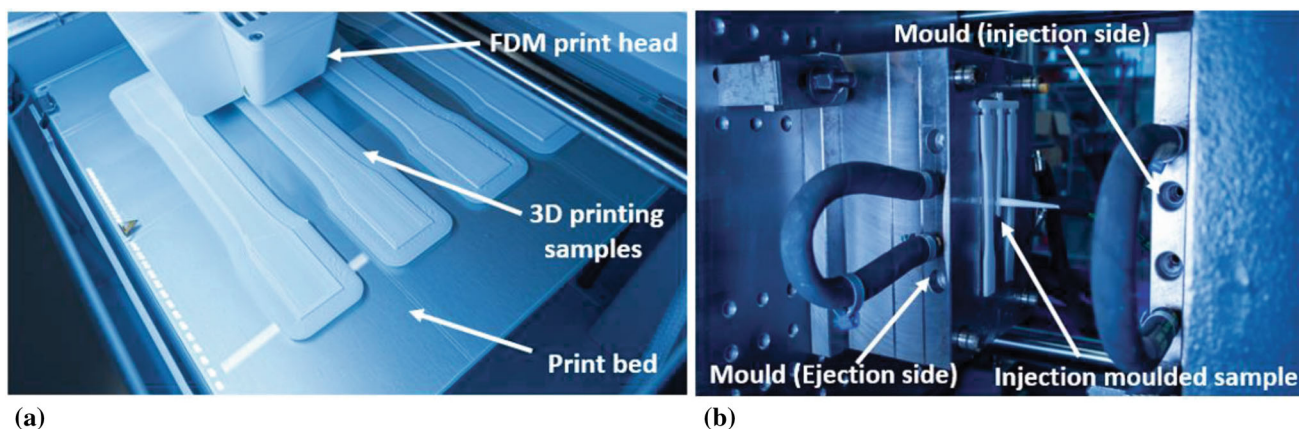 FDM print head
3D printing
samples
Print bed
(a)
Mould (injection side)
Mould (Ejection side)
Injection moulded sample
(b)